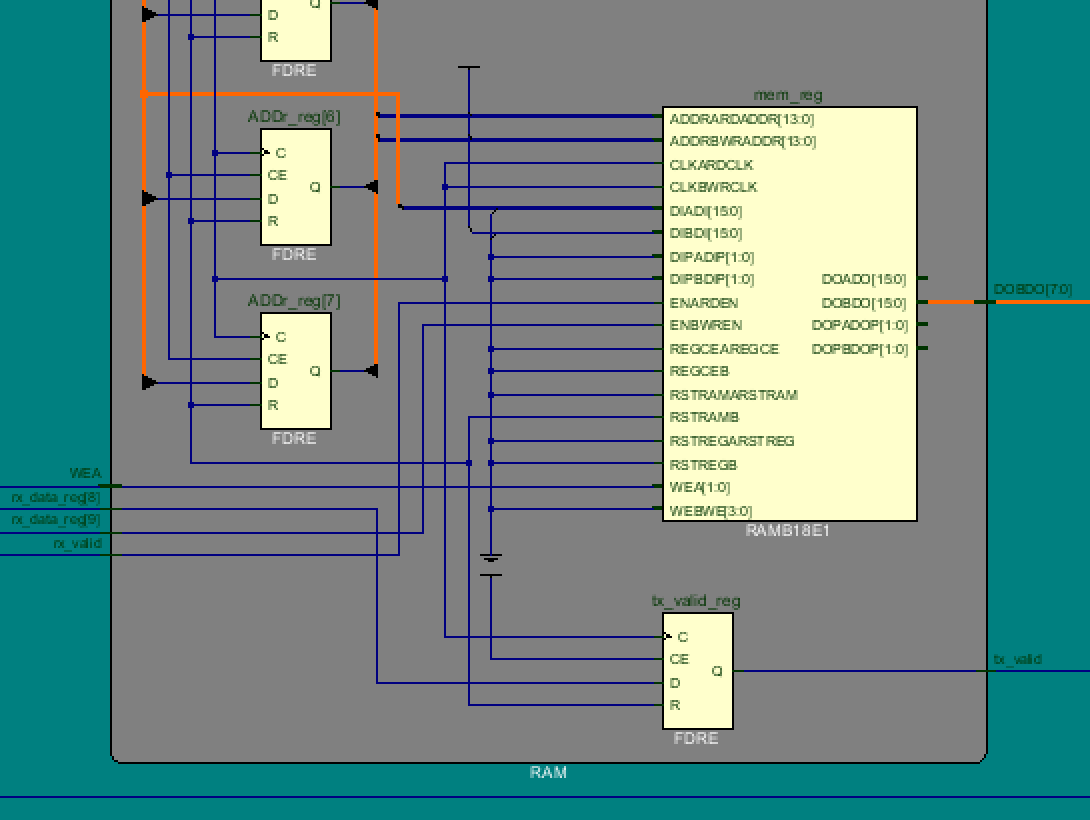 Q
D
R
FDRE
ADDr_reg[6]
C
CE
Q
D
R
FDRE
ADDr_reg[7]
C
CE
Q
D
R
FDRE
mem_reg
ADDRARDADDR[13:0]
ADDRBWRADDR[13:0]
CLKARDCLK
CLKBWRCLK
DIADI[15:0]
DIBDI[15:0]
DIPADIP[1:0]
DIPBDIP[1:0]
DOADO[15:0]
ENARDEN
DOBDO[15:0]
ENBWREN
DOPADOP[1:0]
REGCEAREGCE
DOPBDOP[1:0]
REGCEB
RSTRAMARSTRAM
RSTRAMB
RSTREGARSTREG
RSTREGB
WEA[1:0]
WEBWE[3:0]
RAMB18E1
DOBDO[7:0]
WEA
rx_data_reg[8]
rx_data_reg[9]
rx_valid
tx_valid_reg
C
CE
Q
D
R
FDRE
tx_valid
RAM